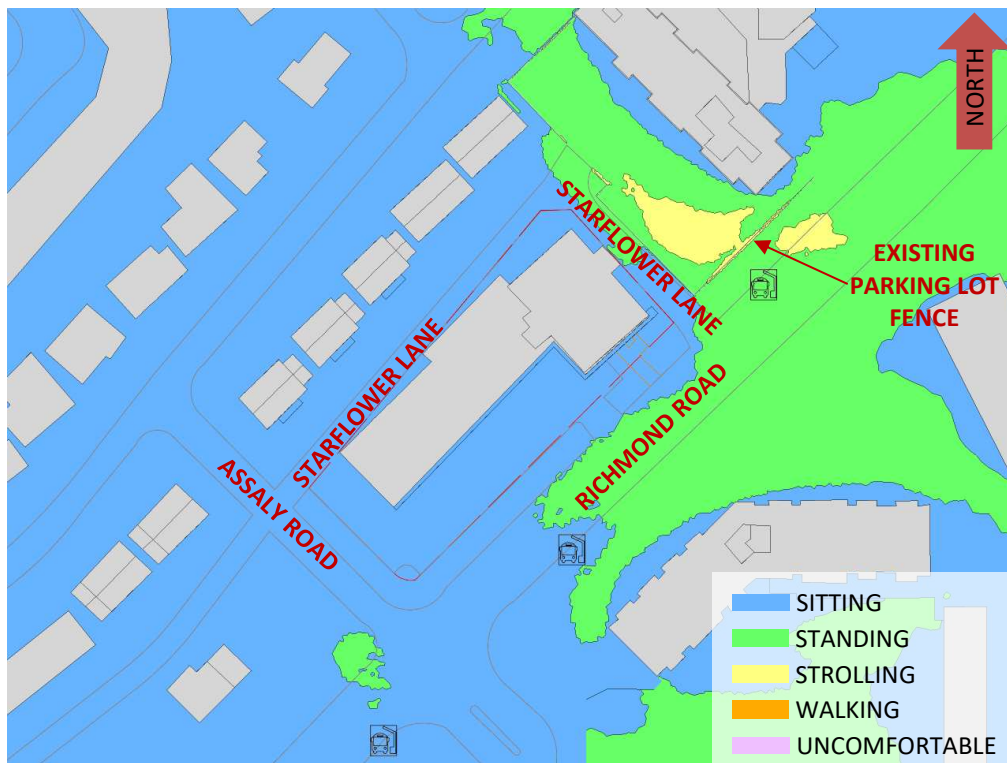 NORTH
STARFLOWER LANE
EXISTING
PARKING LOT
FENCE
STARFLOWER LANE
RICHMOND ROAD
ASSALY ROAD
SITTING
STANDING
STROLLING
WALKING
UNCOMFORTABLE